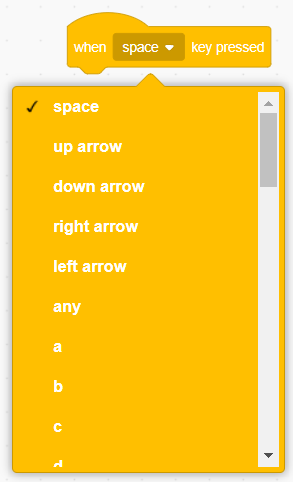 when space key pressed
space
up arrow
down arrow
right arrow
left arrow
any
a
b
c
d